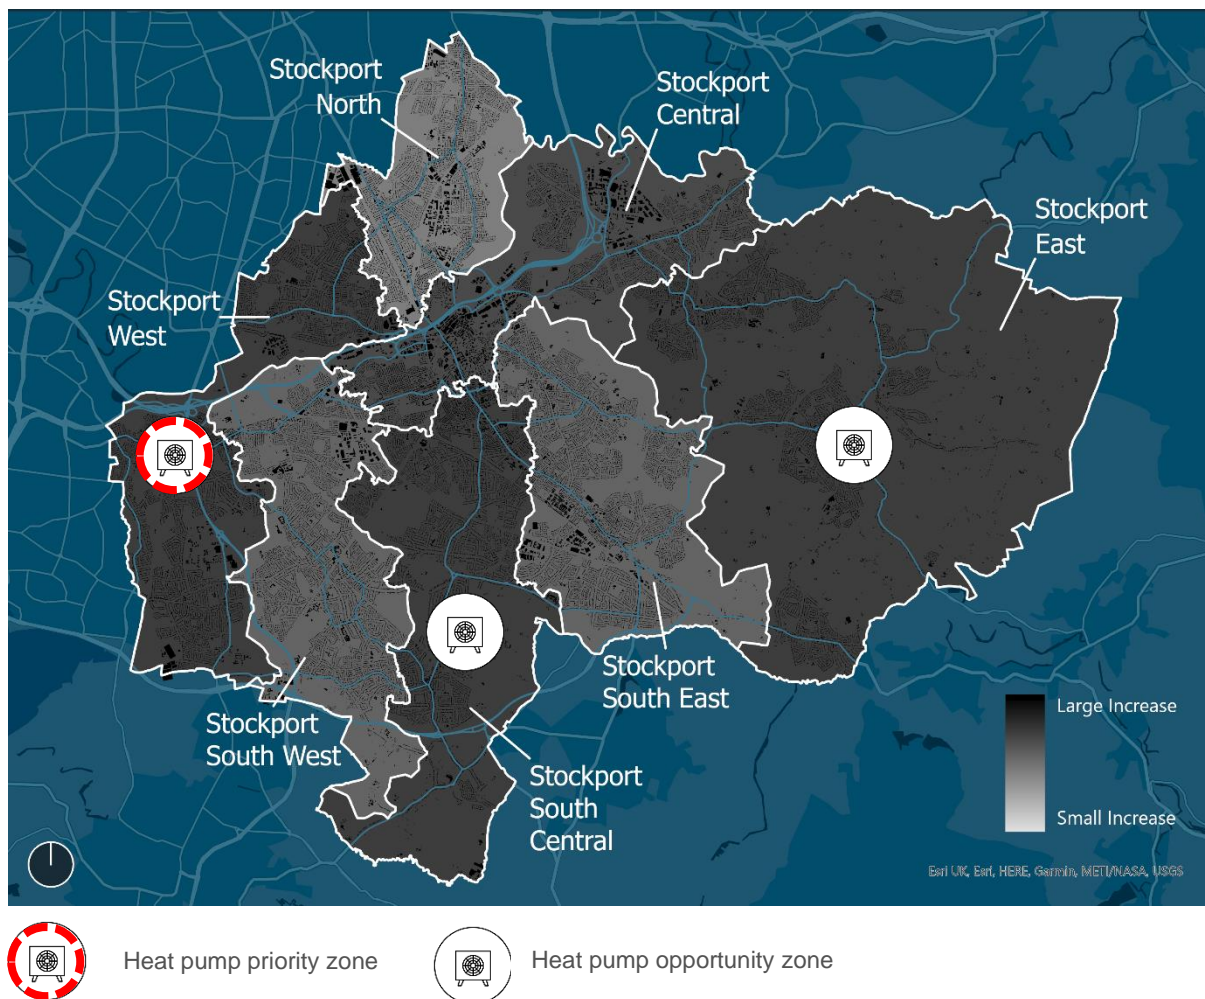 Stockport
North
Stockport
Central
Stockport
East
Stockport
West
Stockport
South East
Stockport
South West
Stockport
South
Central
Large Increase
Small Increase
Esri UK, Esri, HERE, Garmin, METI/NASA, USGS
Heat pump priority zone
Heat pump opportunity zone